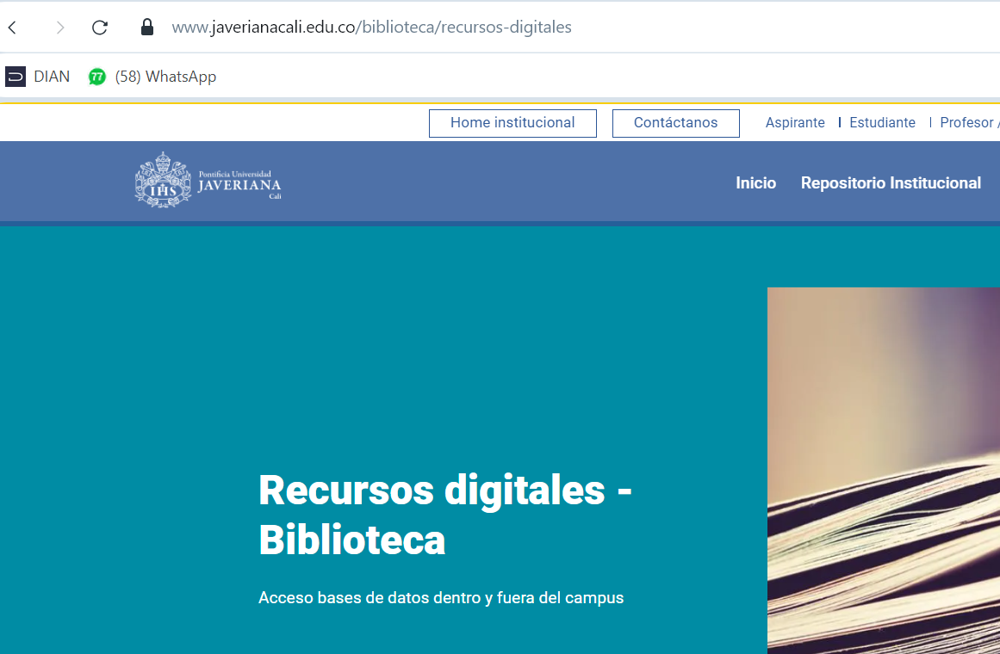 www.javerianacali.edu.co/biblioteca/recursos-digitales
DIAN
77
(58) WhatsApp
Home institucional
Contáctanos
Aspirante
Estudiante
Profesor /
IHS
Pontificia Universidad
JAVERIANA
Cali
Inicio
Repositorio Institucional
Recursos digitales -
Biblioteca
Acceso bases de datos dentro y fuera del campus